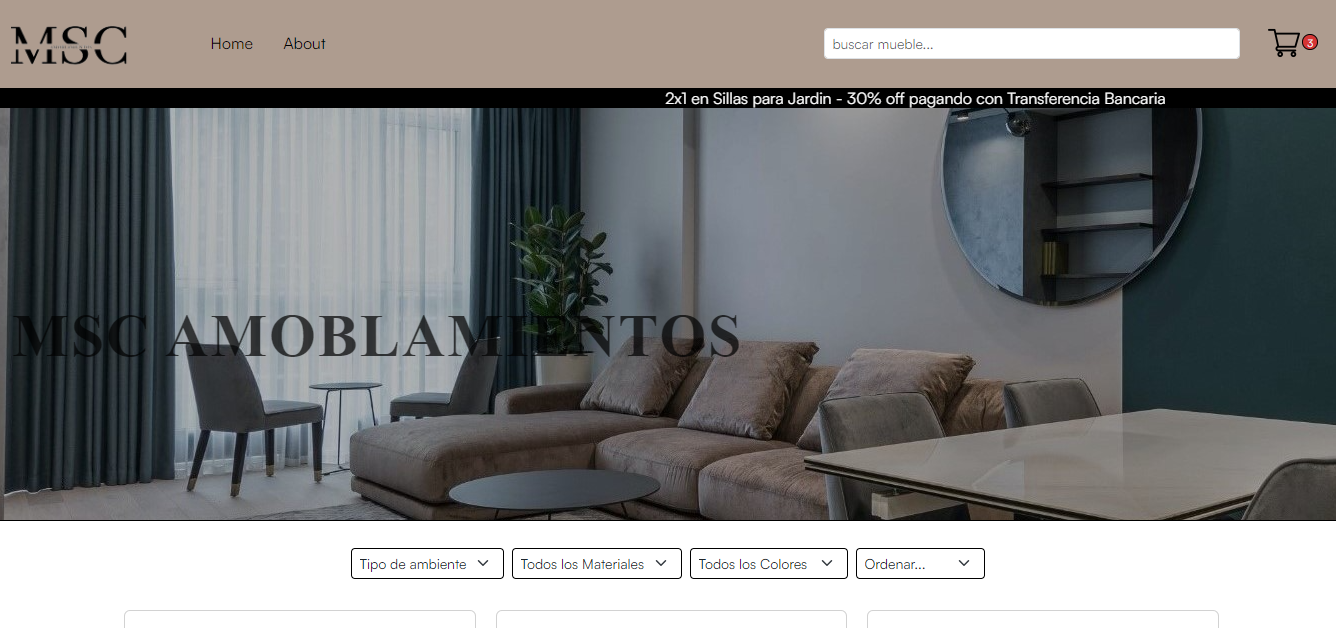 MSC
Home
About
buscar mueble...
3
2x1 en Sillas para Jardin - 30% off pagando con Transferencia Bancaria
MSC AMOBLAMIENTOS
Tipo de ambiente
Todos los Materiales
Todos los Colores
Ordenar...